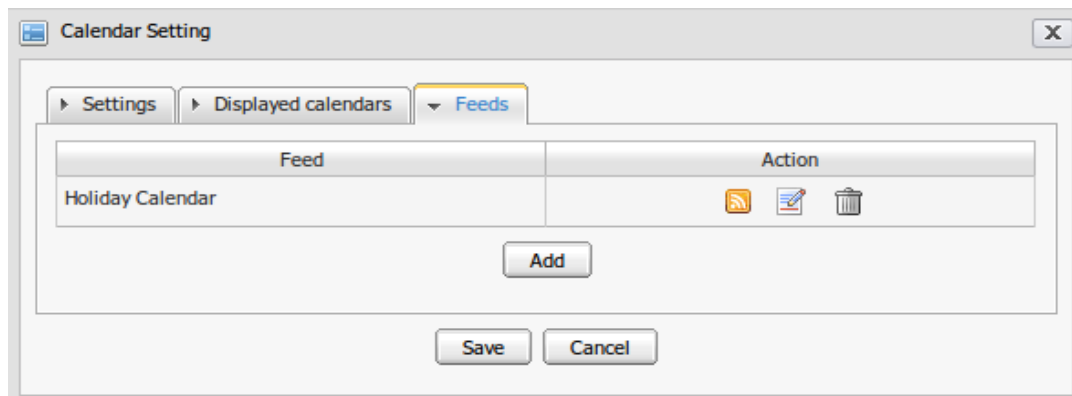 Calendar Setting
Settings Displayed calendars Feeds
Feed Action
Holiday Calendar
Add
Save Cancel